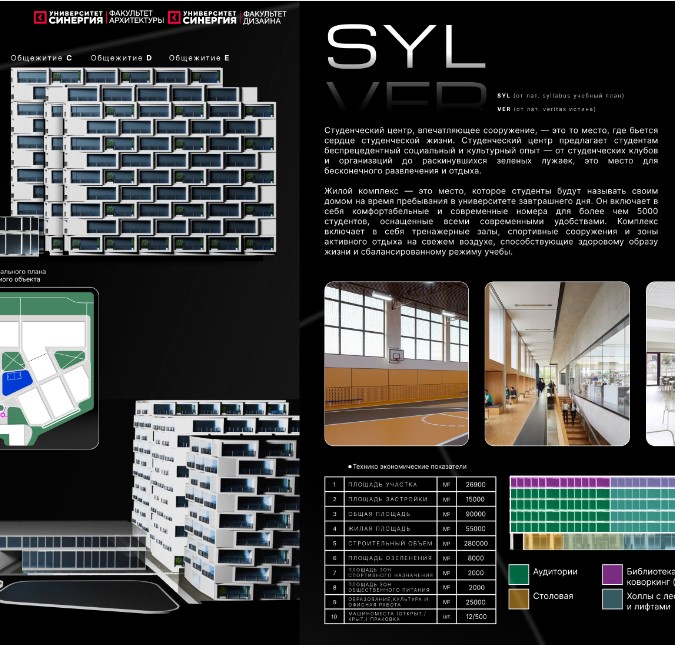 УНИВЕРСИТЕТ
СИНЕРГИЯ
ФАКУЛЬТЕТ
АРХИТЕКТУРЫ
УНИВЕРСИТЕТ
СИНЕРГИЯ
ФАКУЛЬТЕТ
ДИЗАЙНА
Общежитие C Общежитие D Общежитие E
ального плана
ного объекта
SYL
VER
SYL (от лат. syllabus учебный план)
VER (от лат. veritas истина)
Студенческий центр, впечатляющее сооружение, — это то место, где бьется
сердце студенческой жизни. Студенческий центр предлагает студентам
беспрецедентный социальный и культурный опыт — от студенческих клубов
и организаций до раскинувшихся зеленых лужаек, это место для
бесконечного развлечения и отдыха.
Жилой комплекс — это место, которое студенты будут называть своим
домом на время пребывания в университете завтрашнего дня. Он включает в
себя комфортабельные и современные номера для более чем 5000
студентов, оснащенные всеми современными удобствами. Комплекс
включает в себя тренажерные залы, спортивные сооружения и зоны
активного отдыха на свежем воздухе, способствующие здоровому образу
жизни и сбалансированному режиму учебы.
Технико экономические показатели
1 ПЛОЩАДЬ УЧАСТКА М² 26900
2 ПЛОЩАДЬ ЗАСТРОЙКИ М² 15000
3 ОБЩАЯ ПЛОЩАДЬ М² 90000
4 ЖИЛАЯ ПЛОЩАДЬ М² 55000
5 СТРОИТЕЛЬНЫЙ ОБЪЕМ М³ 280000
6 ПЛОЩАДЬ ОЗЕЛЕНЕНИЯ М² 8000
7 ПЛОЩАДЬ ЗОН
СПОРТИВНОГО НАЗНАЧЕНИЯ М² 2000
8 ПЛОЩАДЬ ЗОН
ОБЩЕСТВЕННОГО ПИТАНИЯ М² 2000
9 ОБРАЗОВАНИЕ,КУЛЬТУРА И
ОФИСНАЯ РАБОТА М² 25000
10 МАШИНОМЕСТА (ОТКРЫТ./
КРЫТ.) ПРАКОВКА ШТ 12/500
Аудитории
Столовая
Библиотека
коворкинг (
Холлы с лес
и лифтами